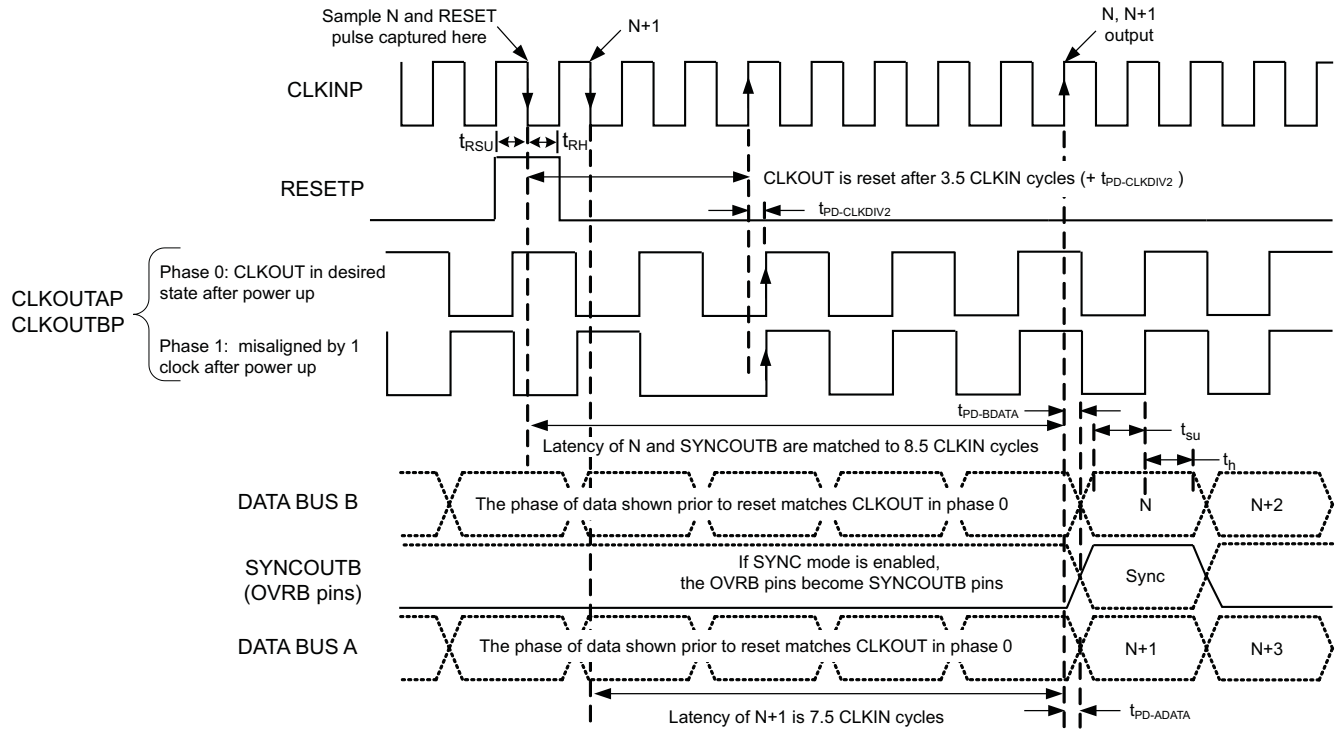 Sample N and RESET
pulse captured here
N+1
N, N+1
output
CLKINP
tRSU
tRH
RESETP
CLKOUT is reset after 3.5 CLKIN cycles (+ tPD-CLKDIV2 )
tPD-CLKDIV2
CLKOUTAP
CLKOUTBP
Phase 0: CLKOUT in desired
state after power up
Phase 1: misaligned by 1
clock after power up
tPD-BDATA
tsu
Latency of N and SYNCOUTB are matched to 8.5 CLKIN cycles
th
DATA BUS B
The phase of data shown prior to reset matches CLKOUT in phase 0
N
N+2
SYNCOUTB
(OVRB pins)
If SYNC mode is enabled,
the OVRB pins become SYNCOUTB pins
Sync
DATA BUS A
The phase of data shown prior to reset matches CLKOUT in phase 0
N+1
N+3
Latency of N+1 is 7.5 CLKIN cycles
tPD-ADATA